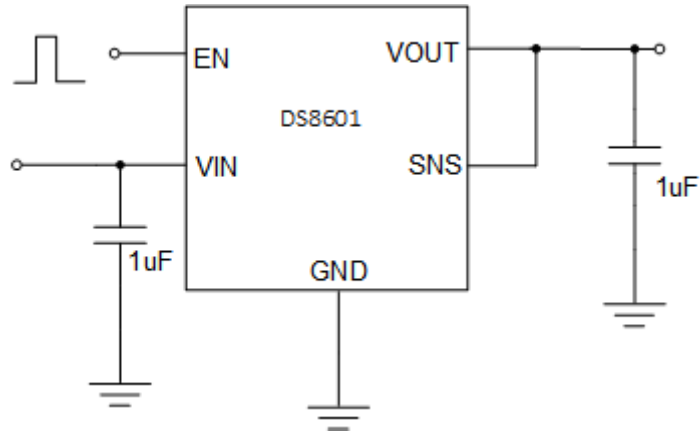 EN
VOUT
DS8601
VIN
SNS
1uF
1uF
GND